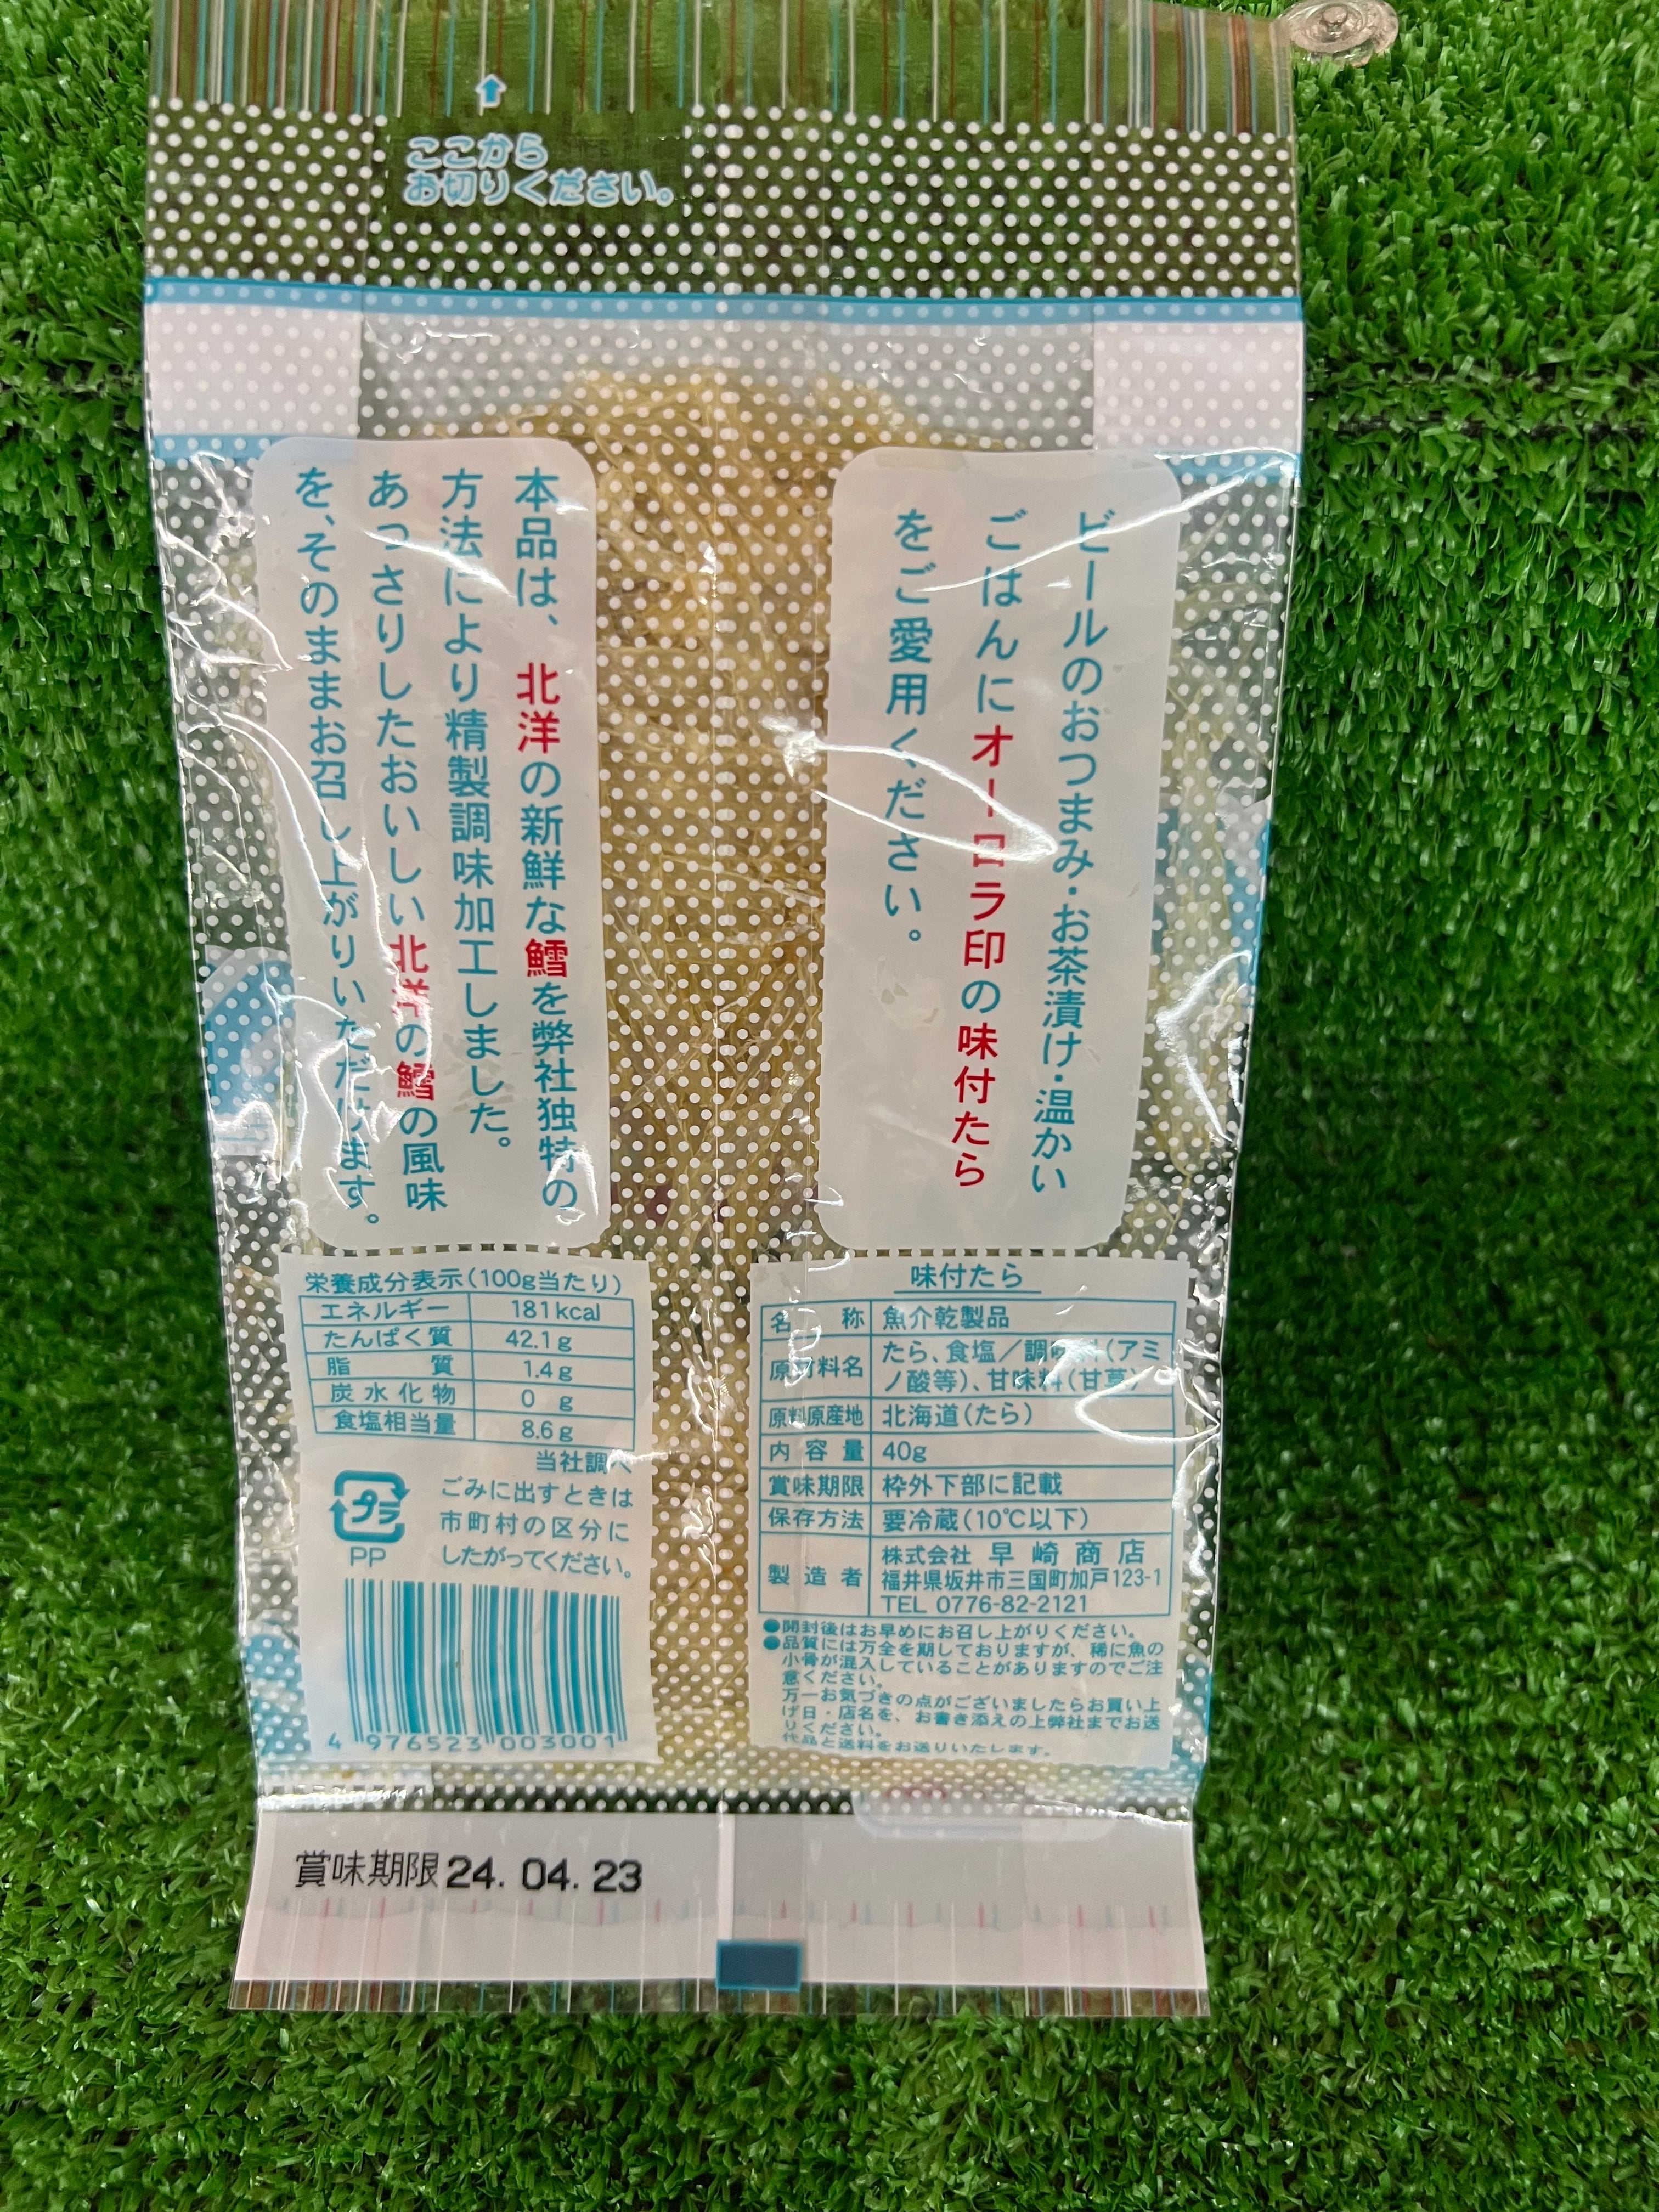 ここから
お切りください。
ビールのおつまみ・お茶漬け・温かい
ごはんにオーロラ印の味付たら
をご愛用ください。
本品は、北洋の新鮮な鱈を弊社独特の
方法により精製調味加工しました。
あっさりしたおいしい北洋の鱈の風味
を、そのままお召し上がりいただけます。
栄養成分表示(100g当たり)
エネルギー 181kcal
たんぱく質 42.1g
脂質 1.4g
炭水化物 0g
食塩相当量 8.6g
当社調べ
プラ
PP
ごみに出すときは
市町村の区分に
したがってください。
4 976523 003001
味付たら
名称 魚介乾製品
原材料名 たら、食塩/調味料(アミ
ノ酸等)、甘味料(甘草)
原料原産地 北海道(たら)
内容量 40g
賞味期限 枠外下部に記載
保存方法 要冷蔵(10℃以下)
製造者 株式会社 早崎商店
福井県坂井市三国町加戸123-1
TEL 0776-82-2121
●開封後はお早めにお召し上がりください。
●品質には万全を期しておりますが、稀に魚の
小骨が混入していることがありますのでご注
意ください。
万一お気づきの点がございましたらお買い上
げ日・店名を、お書き添えの上弊社までお送
りください。
代品と送料をお送りいたします。
賞味期限 24.04.23